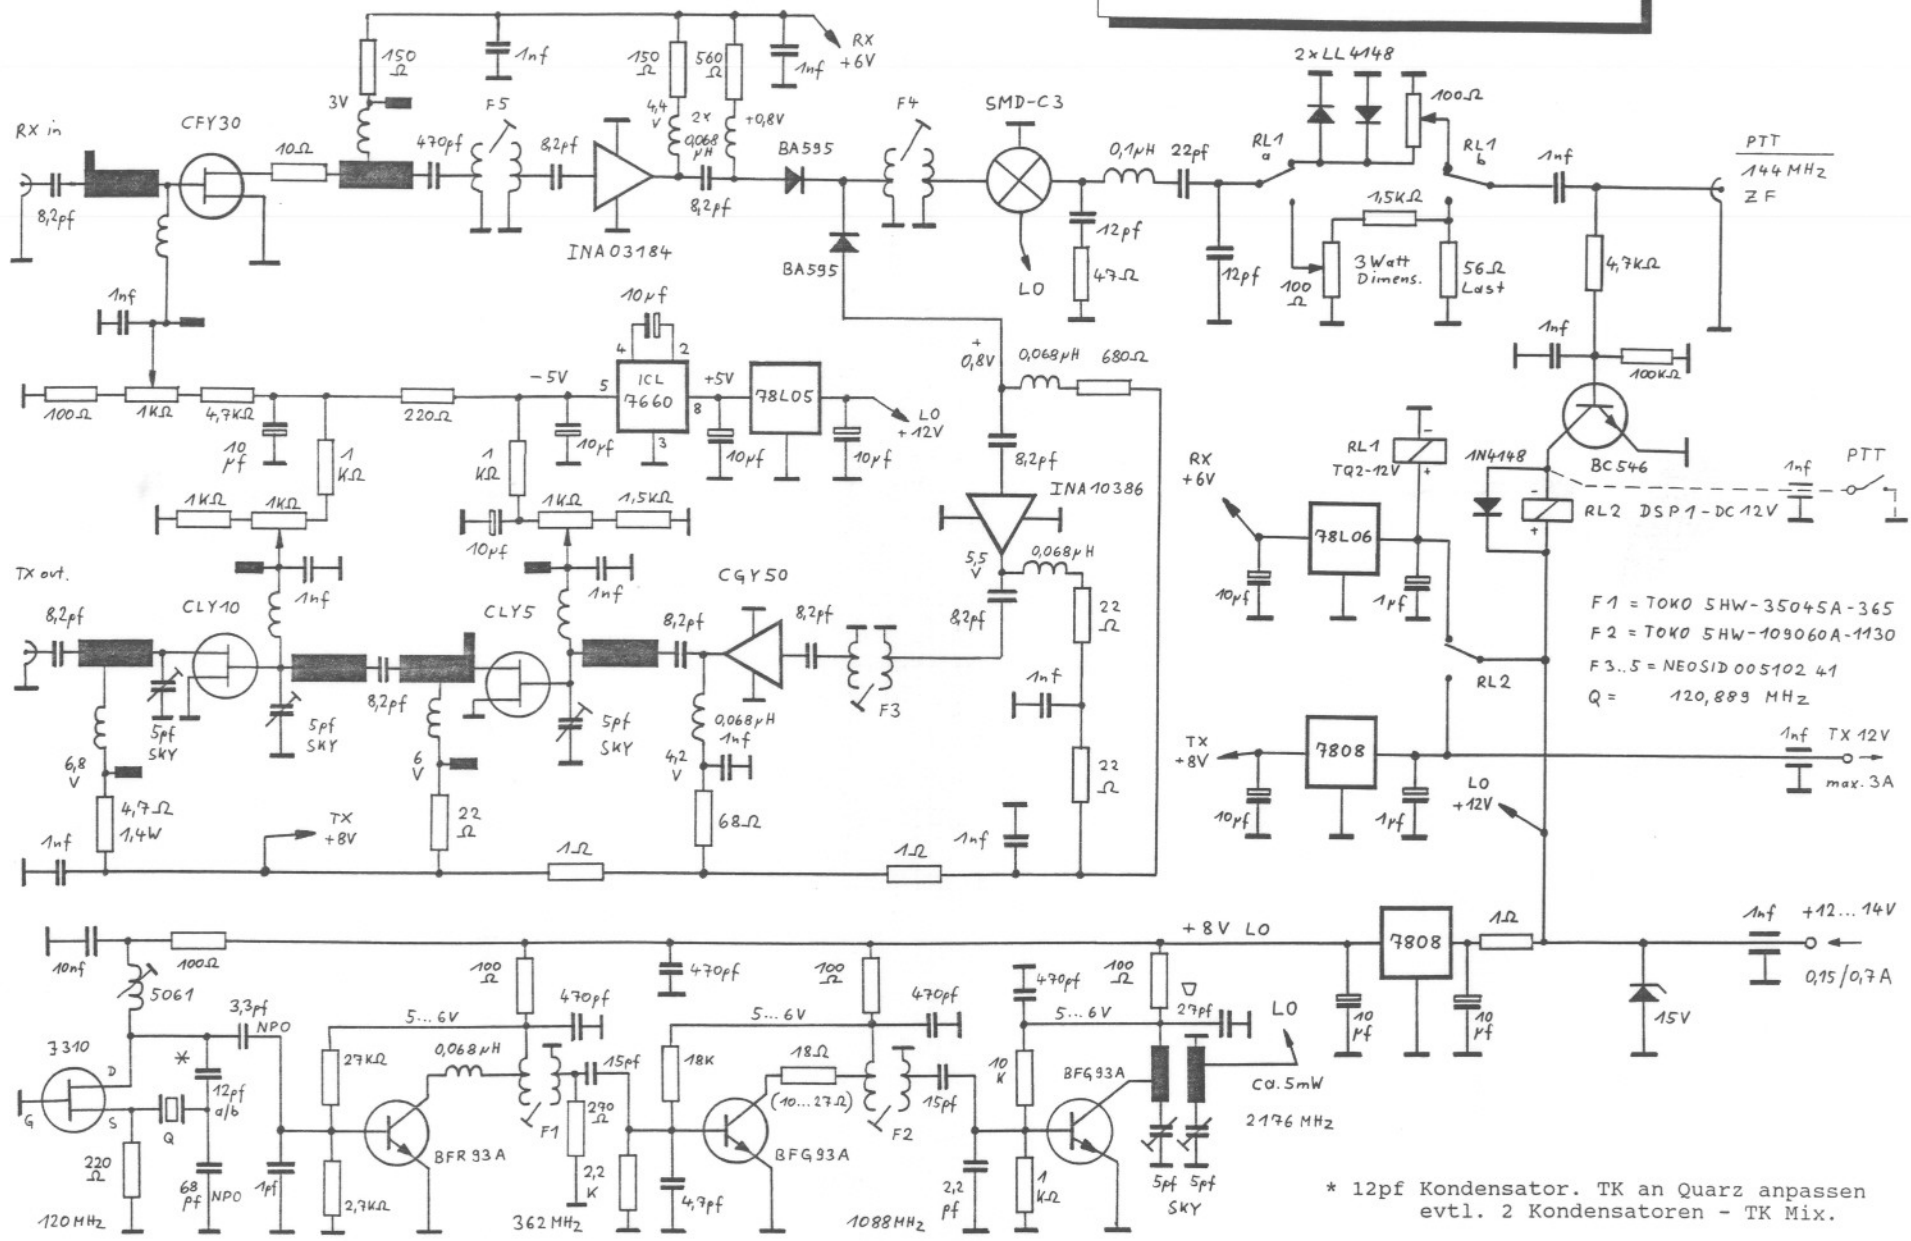 RX in
8,2pf
CFY30
10Ω
150 Ω
3V
470pf
1nf
F5
8,2pf
INA03184
150 Ω
4,4 V
2x 0,068 µH
560 Ω
+0,8V
8,2pf
1nf
RX +6V
BA595
BA595
F4
SMD-C3
LO
0,1µH
22pf
12pf
47Ω
12pf
RL1 a
2xLL4148
100Ω
RL1 b
1,5KΩ
100 Ω
3Watt Dimens.
56Ω Last
1nf
PTT
144MHz
ZF
4,7KΩ
1nf
100KΩ
BC546
1nf
100Ω
1KΩ
4,7KΩ
10 µf
1 KΩ
220Ω
-5V
1 KΩ
10µf
5
4
2
10µf
ICL 7660
8
3
+5V
10µf
78L05
10µf
LO +12V
+ 0,8V
0,068µH
680Ω
8,2pf
INA10386
5,5 V
0,068µH
8,2pf
22 Ω
1nf
22 Ω
1nf
1KΩ
1KΩ
1nf
10µf
1KΩ
1,5KΩ
1nf
TX out.
8,2pf
CLY10
5pf SKY
5pf SKY
8,2pf
CLY5
5pf SKY
8,2pf
CGY50
8,2pf
F3
0,068µH
1nf
4,2 V
68Ω
6,8 V
4,7Ω
1,4W
1nf
TX +8V
6 V
22 Ω
1Ω
1Ω
RX +6V
10µf
78L06
1µf
RL1
TQ2-12V
-
+
1N4148
-
+
RL2 DSP1-DC12V
1nf
PTT
RL2
TX +8V
10µf
7808
1µf
LO +12V
1nf
TX 12V
max. 3A
F1 = TOKO 5HW-35045A-365
F2 = TOKO 5HW-109060A-1130
F3..5 = NEOSID 005102 41
Q = 120,889 MHz
10nf
100Ω
5061
3,3pf
NPO
J310
D
S
G
*
12pf a/b
Q
220 Ω
68 pf
NPO
1pf
120MHz
27KΩ
2,7KΩ
5...6V
0,068µH
BFR93A
100 Ω
470pf
F1
15pf
270 Ω
2,2 K
362MHz
470pf
5...6V
18K
4,7pf
18Ω
(10...27Ω)
BFG93A
100 Ω
470pf
F2
15pf
1088MHz
2,2 pf
470pf
5...6V
10 K
1 KΩ
BFG93A
100 Ω
27pf
5pf
5pf
SKY
LO
ca. 5mW
2176MHz
+8V LO
10 µf
7808
10 µf
1Ω
15V
1nf
+12...14V
0,15/0,7A
* 12pf Kondensator. TK an Quarz anpassen
evtl. 2 Kondensatoren - TK Mix.